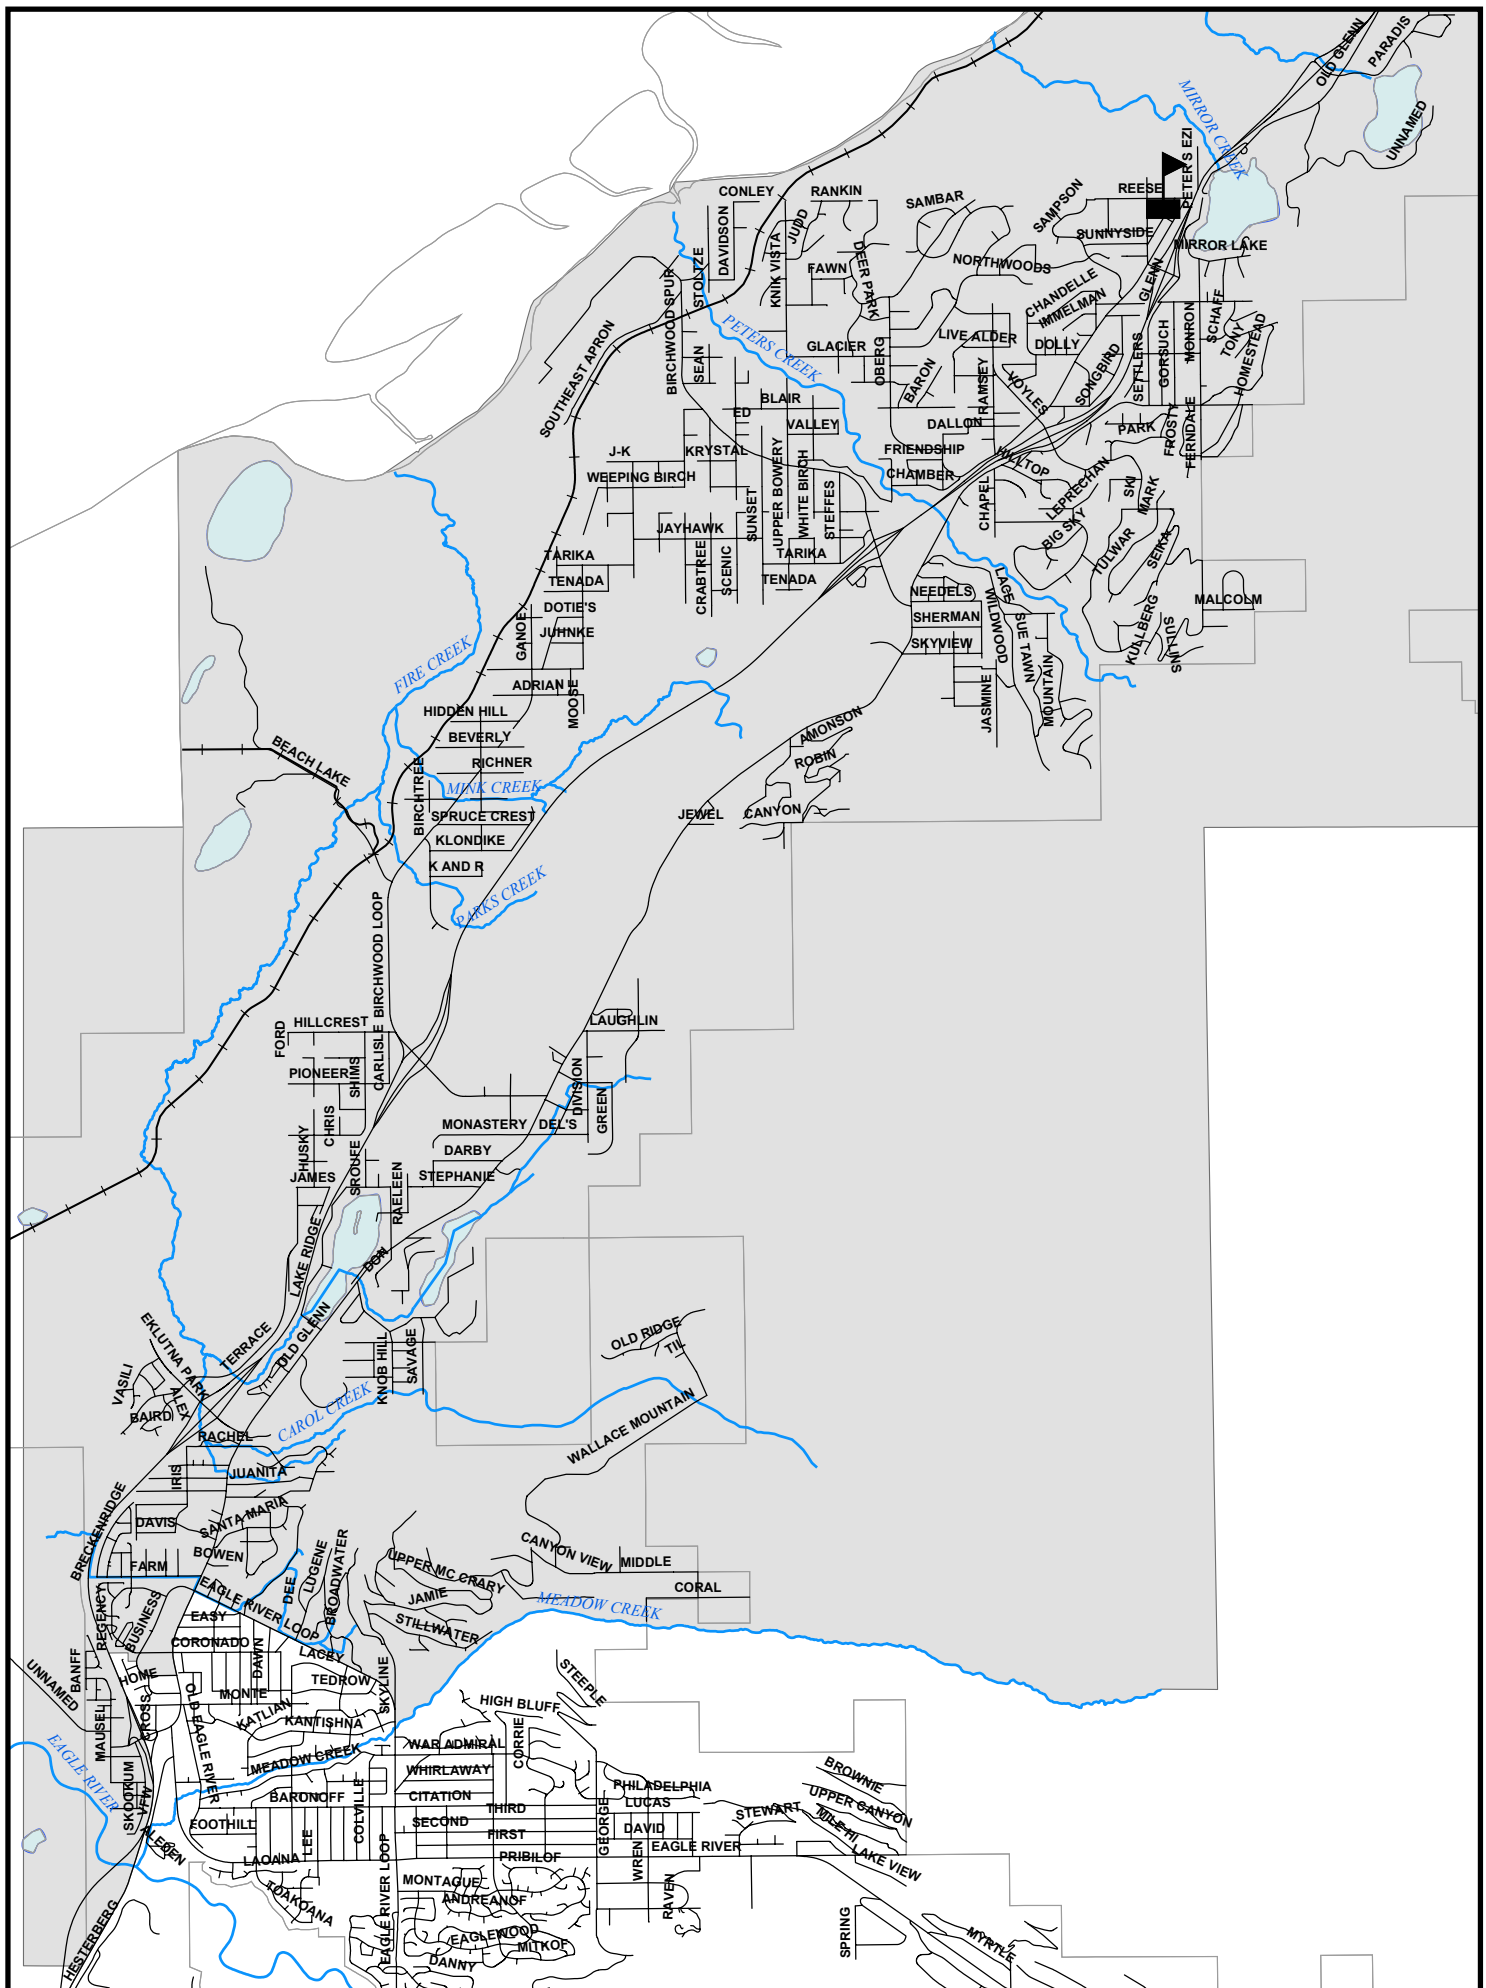 OLD GLENN
PARADIS
UNNAMED
MIRROR CREEK
PETER'S EZI
REESE
CONLEY
RANKIN
SAMBAR
SAMPSON
SUNNYSIDE
MIRROR LAKE
DAVIDSON
JUDD
STOLTZE
KNIK VISTA
FAWN
DEER PARK
NORTHWOODS
GLENN
CHANDELLE
IMMELMAN
BIRCHWOOD SPUR
PETERS CREEK
LIVE ALDER
DOLLY
SCHAFF
TONY
HOMESTEAD
MONRON
GORSUCH
SETTLERS
SONGBIRD
SOUTHEAST APRON
SEAN
GLACIER
OBERG
BARON
RAMSEY
VOYLES
BLAIR
ED
VALLEY
DALLON
PARK
FROSTY
FERNDALE
J-K
KRYSTAL
FRIENDSHIP
HILLTOP
WEEPING BIRCH
CHAMBER
LEPRECHAN
SKI
MARK
UPPER BOWERY
WHITE BIRCH
STEFFES
SUNSET
CHAPEL
BIG SKY
JAYHAWK
TULWAR
SEIKA
TARIKA
CRABTREE
SCENIC
TARIKA
TENADA
TENADA
LACE
NEEDELS
WILDWOOD
MALCOLM
DOTIE'S
SHERMAN
GANOE
JUHNKE
SKYVIEW
SUE TAWN
KULLBERG
SULLINS
FIRE CREEK
ADRIAN
MOOSE
JASMINE
MOUNTAIN
HIDDEN HILL
BEVERLY
AMONSON
BEACH LAKE
RICHNER
ROBIN
BIRCHTREE
MINK CREEK
SPRUCE CREST
JEWEL
CANYON
KLONDIKE
K AND R
PARKS CREEK
BIRCHWOOD LOOP
HILLCREST
FORD
LAUGHLIN
CARLISLE
SHIMS
PIONEER
DIVISION
GREEN
CHRIS
HUSKY
MONASTERY
DEL'S
DARBY
SROUFE
JAMES
STEPHANIE
RAELEEN
LAKE RIDGE
DON
EKLUTNA PARK
TERRACE
OLD GLENN
OLD RIDGE
TIL
VASILI
ALEX
KNOB HILL
SAVAGE
BAIRD
CAROL CREEK
WALLACE MOUNTAIN
RACHEL
IRIS
JUANITA
BRECKENRIDGE
DAVIS
SANTA MARIA
BOWEN
FARM
LUGENE
BROADWATER
CANYON VIEW
MIDDLE
UPPER MC CRARY
CORAL
DEE
JAMIE
MEADOW CREEK
REGENCY
BUSINESS
EAGLE RIVER LOOP
EASY
STILLWATER
CORONADO
DAWN
LACEY
BANFF
UNNAMED
HOME
TEDROW
SKYLINE
STEEPLE
MONTE
CROSS
OLD EAGLE RIVER
KATLIAN
KANTISHNA
HIGH BLUFF
MAUSEL
MEADOW CREEK
WAR ADMIRAL
CORRIE
EAGLE RIVER
WHIRLAWAY
BROWNIE
SKOOKUM
VFW
BARONOFF
COLVILLE
CITATION
PHILADELPHIA
LUCAS
UPPER CANYON
THIRD
STEWART
MILE HI
FOOTHILL
SECOND
DAVID
FIRST
GEORGE
EAGLE RIVER
LAKE VIEW
ALEDEN
LEE
LAOANA
PRIBILOF
WREN
TOAKOANA
MONTAGUE
ANDREANOF
RAVEN
EAGLE RIVER LOOP
EAGLEWOOD
MITKOF
SPRING
MYRTLE
DANNY
HESTERBERG